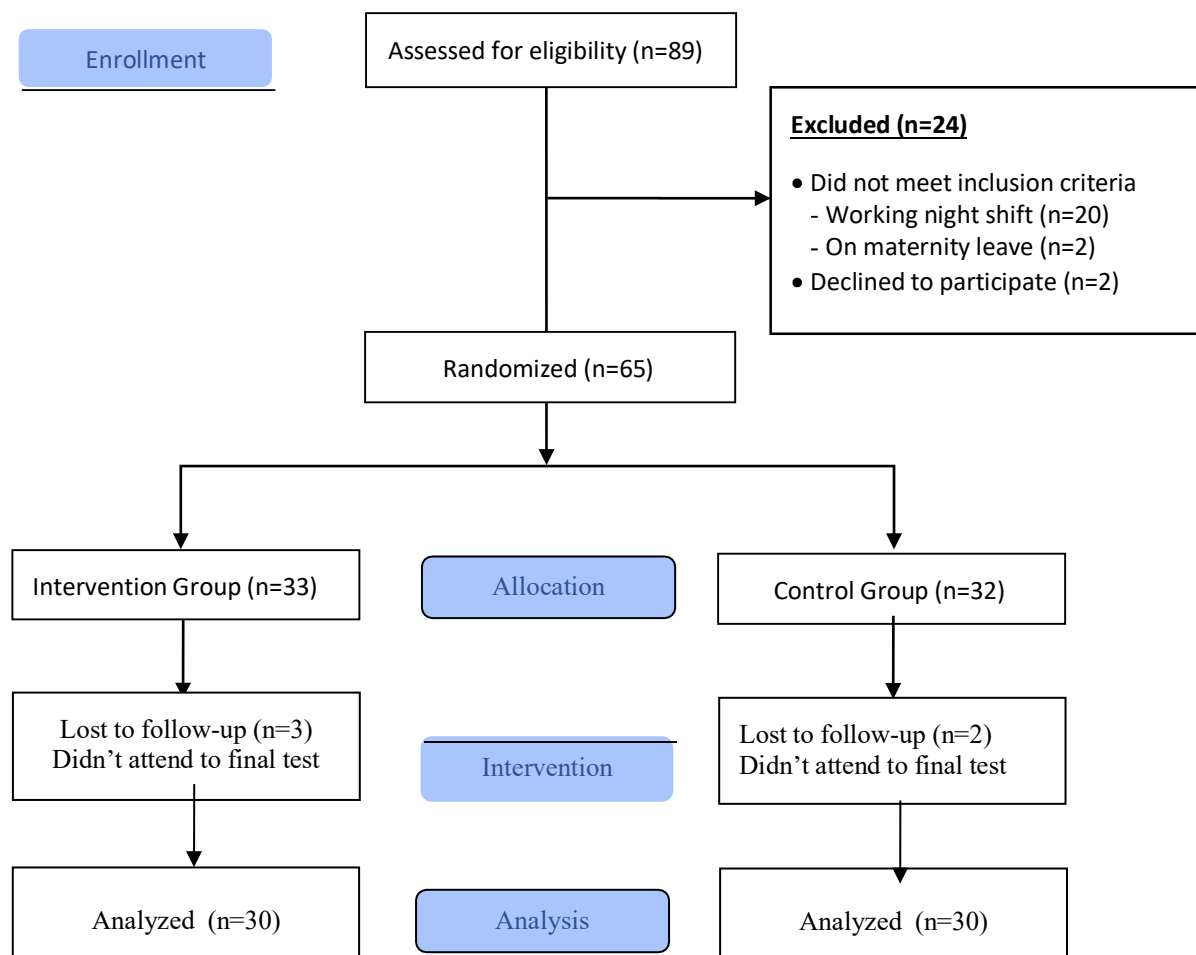 Enrollment
Assessed for eligibility (n=89)
Excluded (n=24)
• Did not meet inclusion criteria
- Working night shift (n=20)
- On maternity leave (n=2)
• Declined to participate (n=2)
Randomized (n=65)
Intervention Group (n=33)
Allocation
Control Group (n=32)
Lost to follow-up (n=3)
Didn’t attend to final test
Intervention
Lost to follow-up (n=2)
Didn’t attend to final test
Analyzed (n=30)
Analysis
Analyzed (n=30)